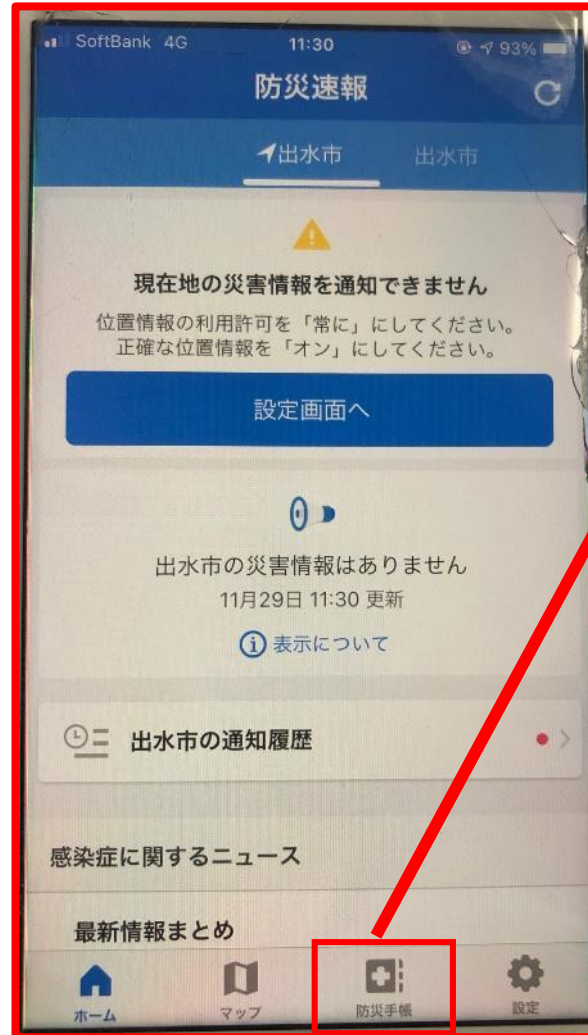 SoftBank 4G 11:30 93%
防災速報
出水市 出水市
現在地の災害情報を通知できません
位置情報の利用許可を「常に」にしてください。
正確な位置情報を「オン」にしてください。
設定画面へ
出水市の災害情報はありません
11月29日 11:30 更新
表示について
出水市の通知履歴
感染症に関するニュース
最新情報まとめ
ホーム マップ 防災手帳 設定